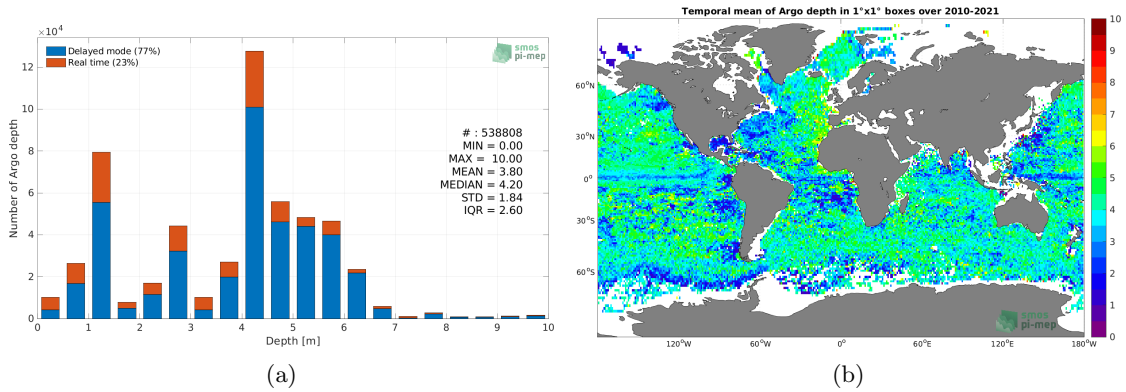 ×10⁴
Delayed mode (77%)
Real time (23%)
smos
pi-mep
12
10
8
6
4
2
0
Number of Argo depth
# : 538808
MIN = 0.00
MAX = 10.00
MEAN = 3.80
MEDIAN = 4.20
STD = 1.84
IQR = 2.60
0 1 2 3 4 5 6 7 8 9 10
Depth [m]
(a)
Temporal mean of Argo depth in 1°x1° boxes over 2010-2021
60°N
30°N
0°
30°S
60°S
120°W 60°W 0°E 60°E 120°E 180°W
smos
pi-mep
10
9
8
7
6
5
4
3
2
1
0
(b)